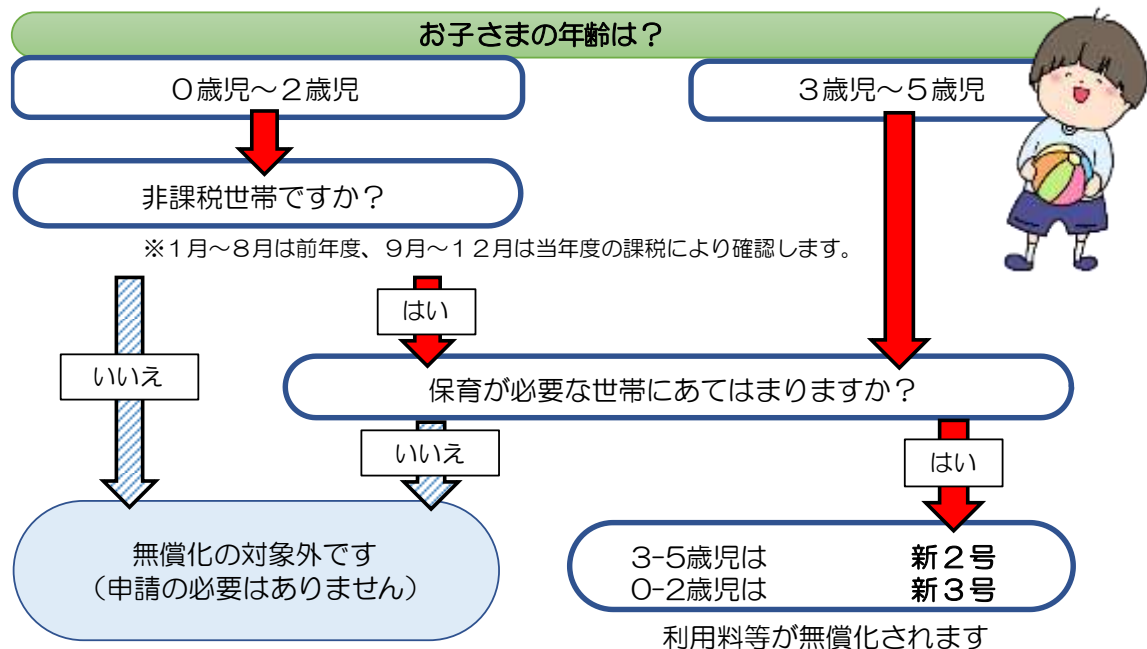 お子さまの年齢は？
０歳児～２歳児
３歳児～５歳児
非課税世帯ですか？
※１月～８月は前年度、９月～１２月は当年度の課税により確認します。
はい
いいえ
保育が必要な世帯にあてはまりますか？
いいえ
はい
無償化の対象外です
（申請の必要はありません）
3-5歳児は 新２号
0-2歳児は 新３号
利用料等が無償化されます